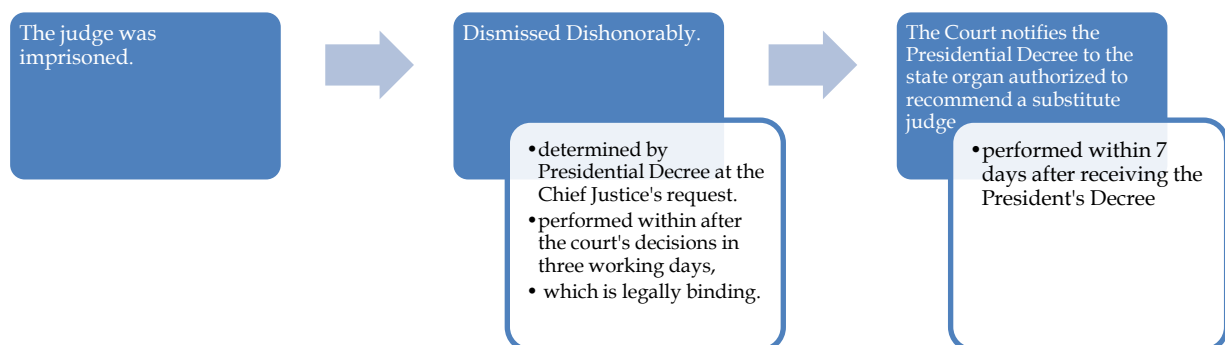 The judge was
imprisoned.
Dismissed Dishonorably.
•determined by
Presidential Decree at the
Chief Justice's request.
•performed within after
the court's decisions in
three working days,
• which is legally binding.
The Court notifies the
Presidential Decree to the
state organ authorized to
recommend a substitute
judge
•performed within 7
days after receiving the
President's Decree